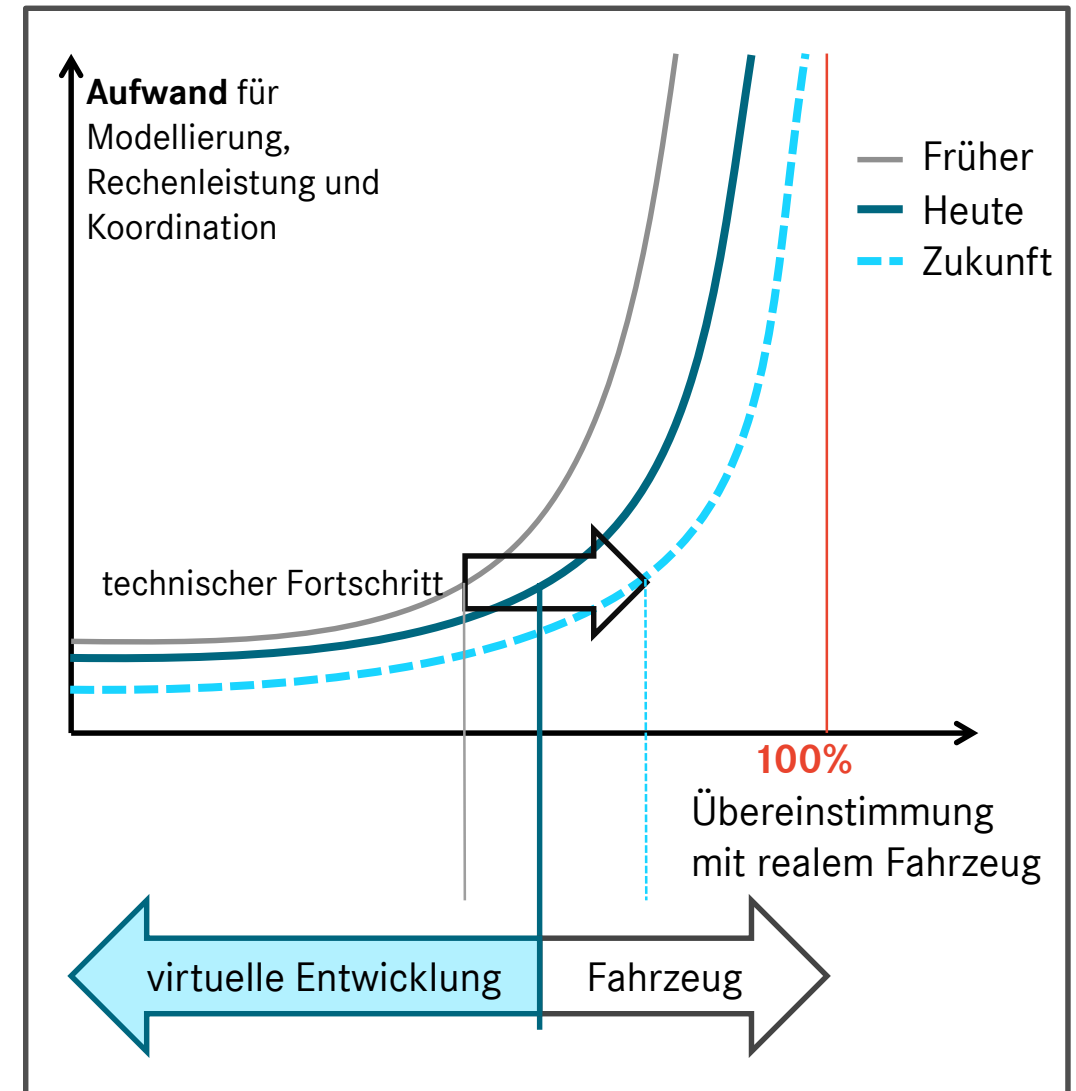 Aufwand für
Modellierung,
Rechenleistung und
Koordination
Früher
Heute
Zukunft
technischer Fortschritt
100%
Übereinstimmung
mit realem Fahrzeug
virtuelle Entwicklung
Fahrzeug